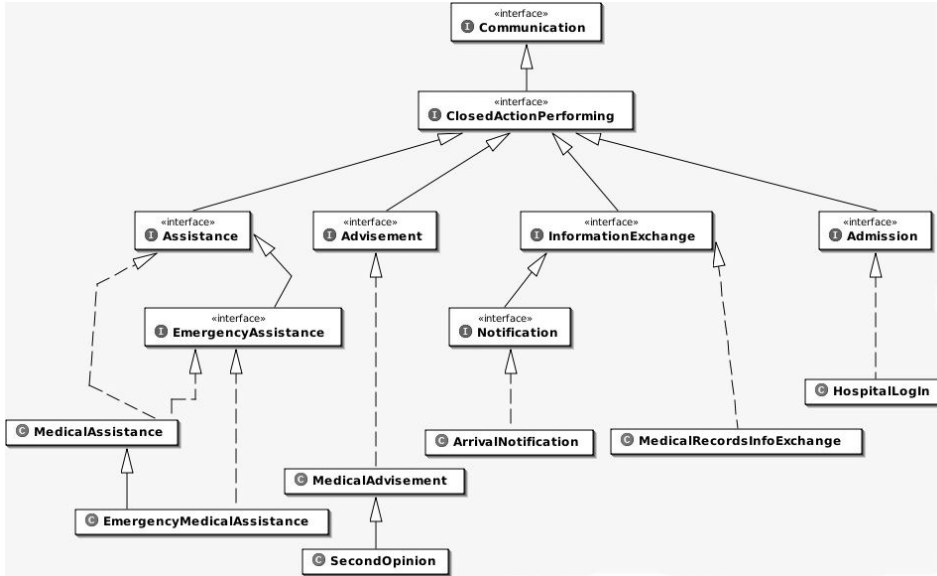 «interface»
I Communication
«interface»
I ClosedActionPerforming
«interface»
I Assistance
«interface»
I Advisement
«interface»
I InformationExchange
«interface»
I Admission
«interface»
I EmergencyAssistance
«interface»
I Notification
C HospitalLogIn
C MedicalAssistance
C ArrivalNotification
C MedicalRecordsInfoExchange
C MedicalAdvisement
C EmergencyMedicalAssistance
C SecondOpinion